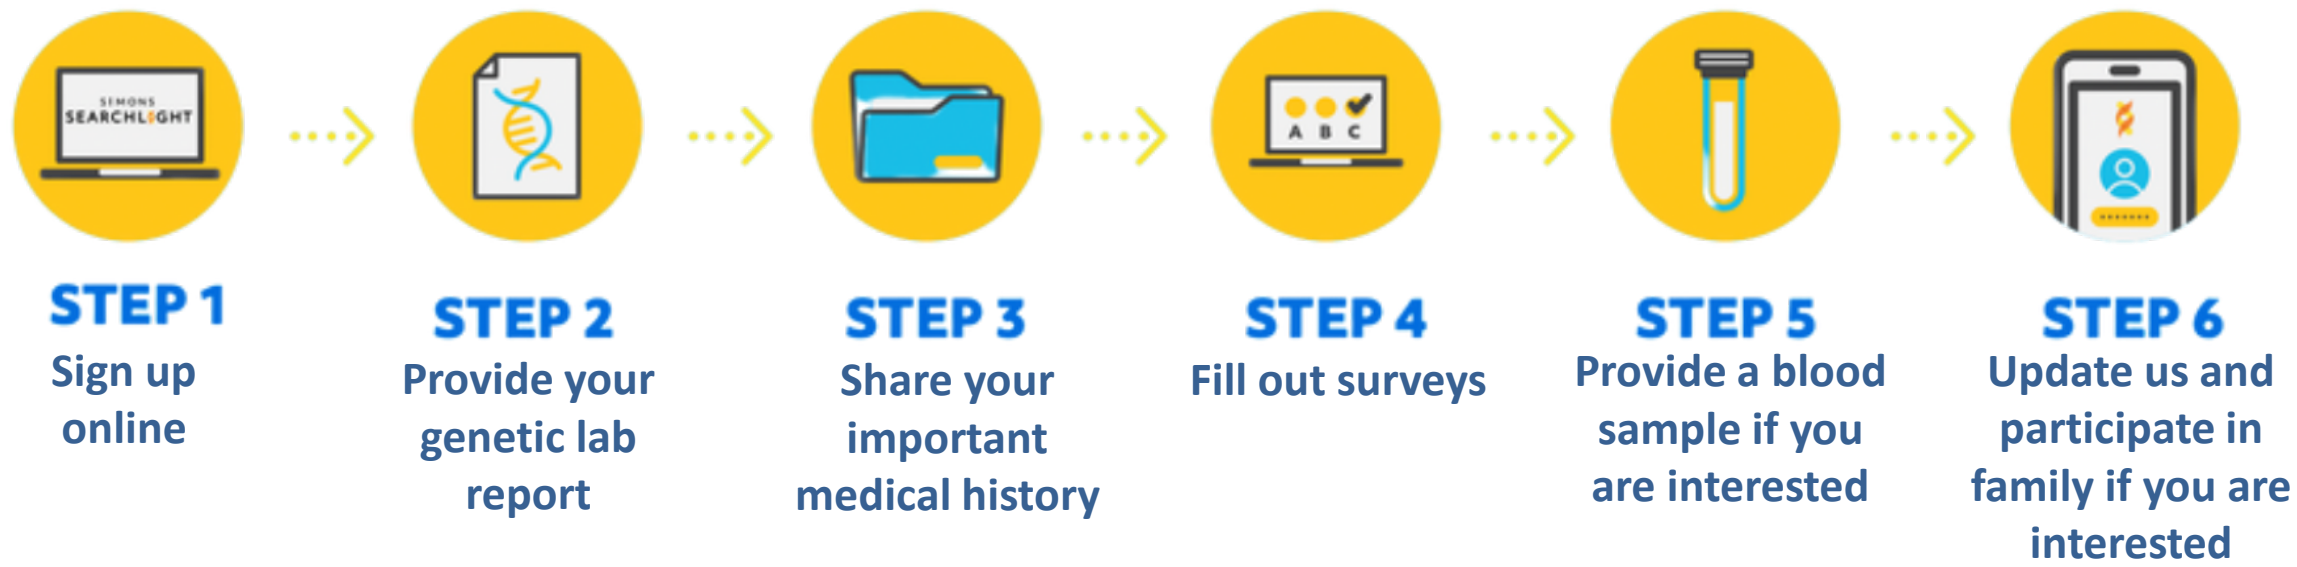 SIMONS
SEARCHLIGHT
STEP 1
Sign up
online
STEP 2
Provide your
genetic lab
report
STEP 3
Share your
important
medical history
A B C
STEP 4
Fill out surveys
STEP 5
Provide a blood
sample if you
are interested
STEP 6
Update us and
participate in
family if you are
interested